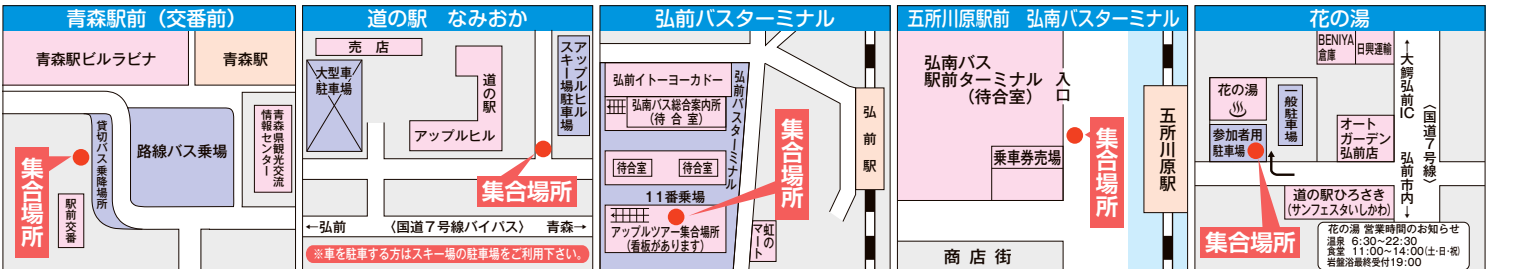 青森駅前（交番前）
青森駅ビルラビナ
青森駅
貸切バス乗降場所
路線バス乗場
青森県観光交流
情報センター
集合場所
駅前交番
道の駅　なみおか
売　店
大型車
駐車場
道の駅
アップルヒル
アップルヒル
スキー場駐車場
集合場所
←弘前
〈国道７号線バイパス〉
青森→
※車を駐車する方はスキー場の駐車場をご利用下さい。
弘前バスターミナル
弘前イトーヨーカドー
弘南バス総合案内所
（待 合 室）
弘前バスターミナル
待合室
待合室
11番乗場
アップルツアー集合場所
（看板があります）
集合場所
虹の
マート
弘前駅
五所川原駅前　弘南バスターミナル
弘南バス
駅前ターミナル
（待合室）
入口
乗車券売場
集合場所
五所川原駅
商 店 街
花の湯
BENIYA
倉庫
日興運輸
花の湯
♨
一般駐車場
参加者用
駐車場
オート
ガーデン
弘前店
←大鰐弘前IC
〈国道７号線〉
弘前市内→
道の駅ひろさき
（サンフェスタいしかわ）
集合場所
花の湯 営業時間のお知らせ
温泉 6:30〜22:30
食堂 11:00〜14:00(土・日・祝)
岩盤浴最終受付19:00